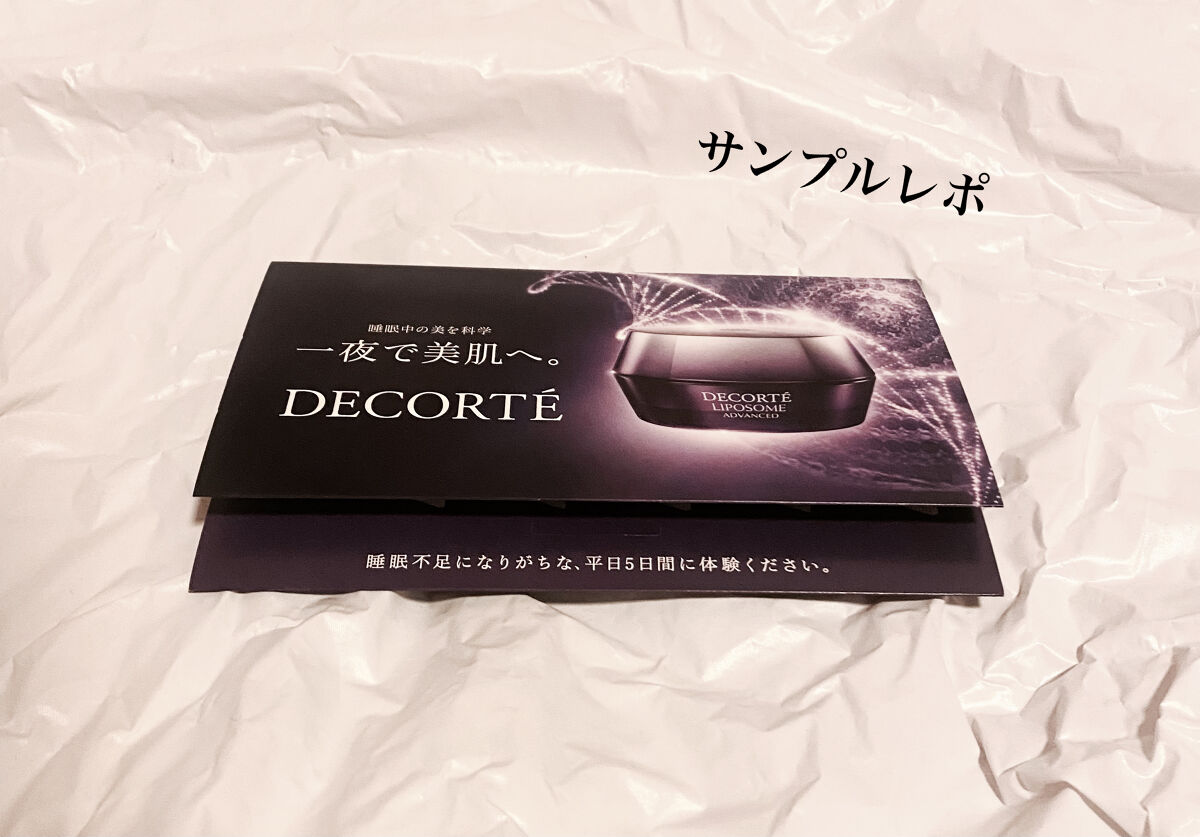 サンプルレポ
睡眠中の美を科学
一夜で美肌へ。
DECORTÉ
DECORTÉ
LIPOSOME
ADVANCED
睡眠不足になりがちな、平日5日間に体験ください。